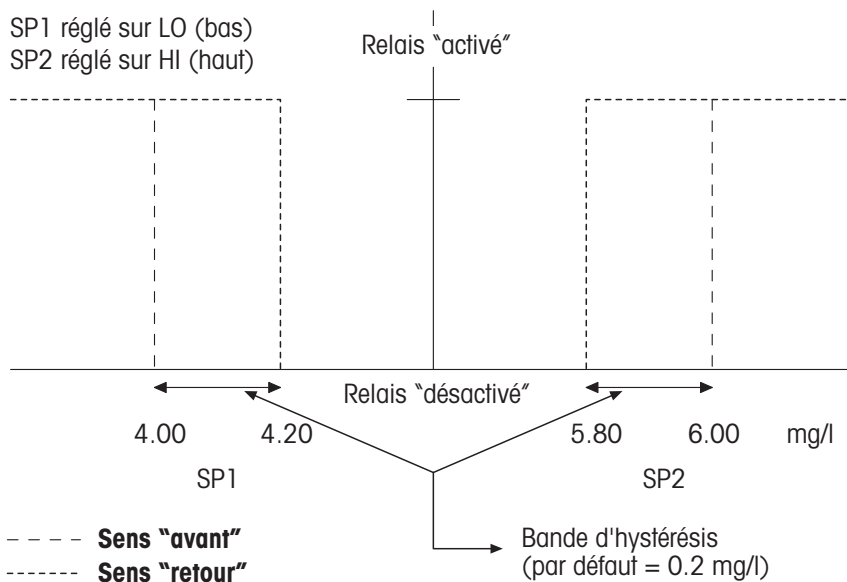 SP1 réglé sur LO (bas)
SP2 réglé sur HI (haut)
Relais “activé”
Relais “désactivé”
4.00
4.20
5.80
6.00
mg/l
SP1
SP2
Sens “avant”
Sens “retour”
Bande d'hystérésis
(par défaut = 0.2 mg/l)